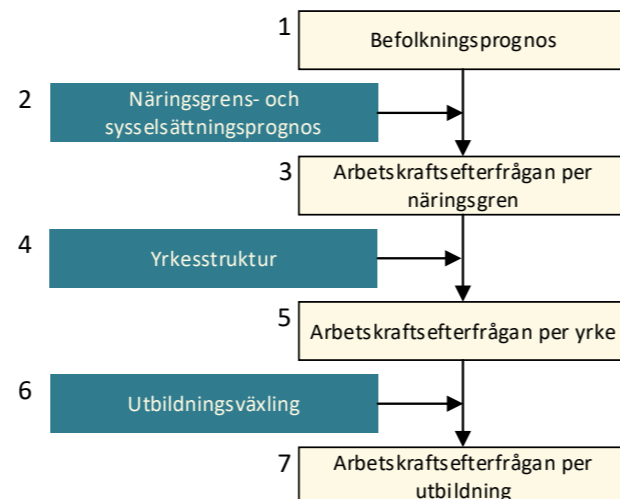 1
Befolkningsprognos
2
Näringsgrens- och
sysselsättningsprognos
3
Arbetskraftsefterfrågan per
näringsgren
4
Yrkesstruktur
5
Arbetskraftsefterfrågan per yrke
6
Utbildningsväxling
7
Arbetskraftsefterfrågan per
utbildning